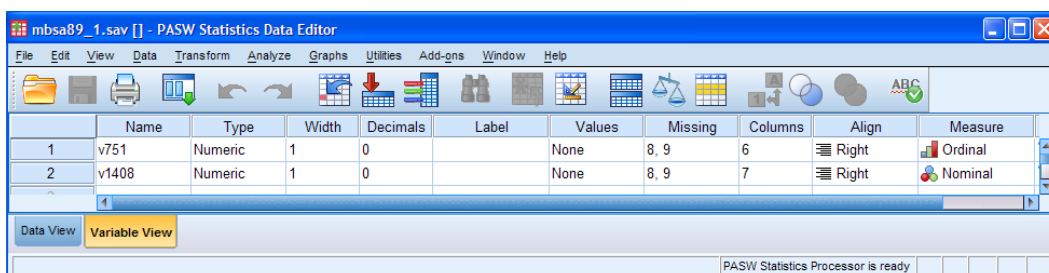 mbsa89_1.sav [] - PASW Statistics Data Editor
File Edit View Data Transform Analyze Graphs Utilities Add-ons Window Help
Name Type Width Decimals Label Values Missing Columns Align Measure
1 v751 Numeric 1 0 None 8, 9 6 Right Ordinal
2 v1408 Numeric 1 0 None 8, 9 7 Right Nominal
Data View Variable View
PASW Statistics Processor is ready